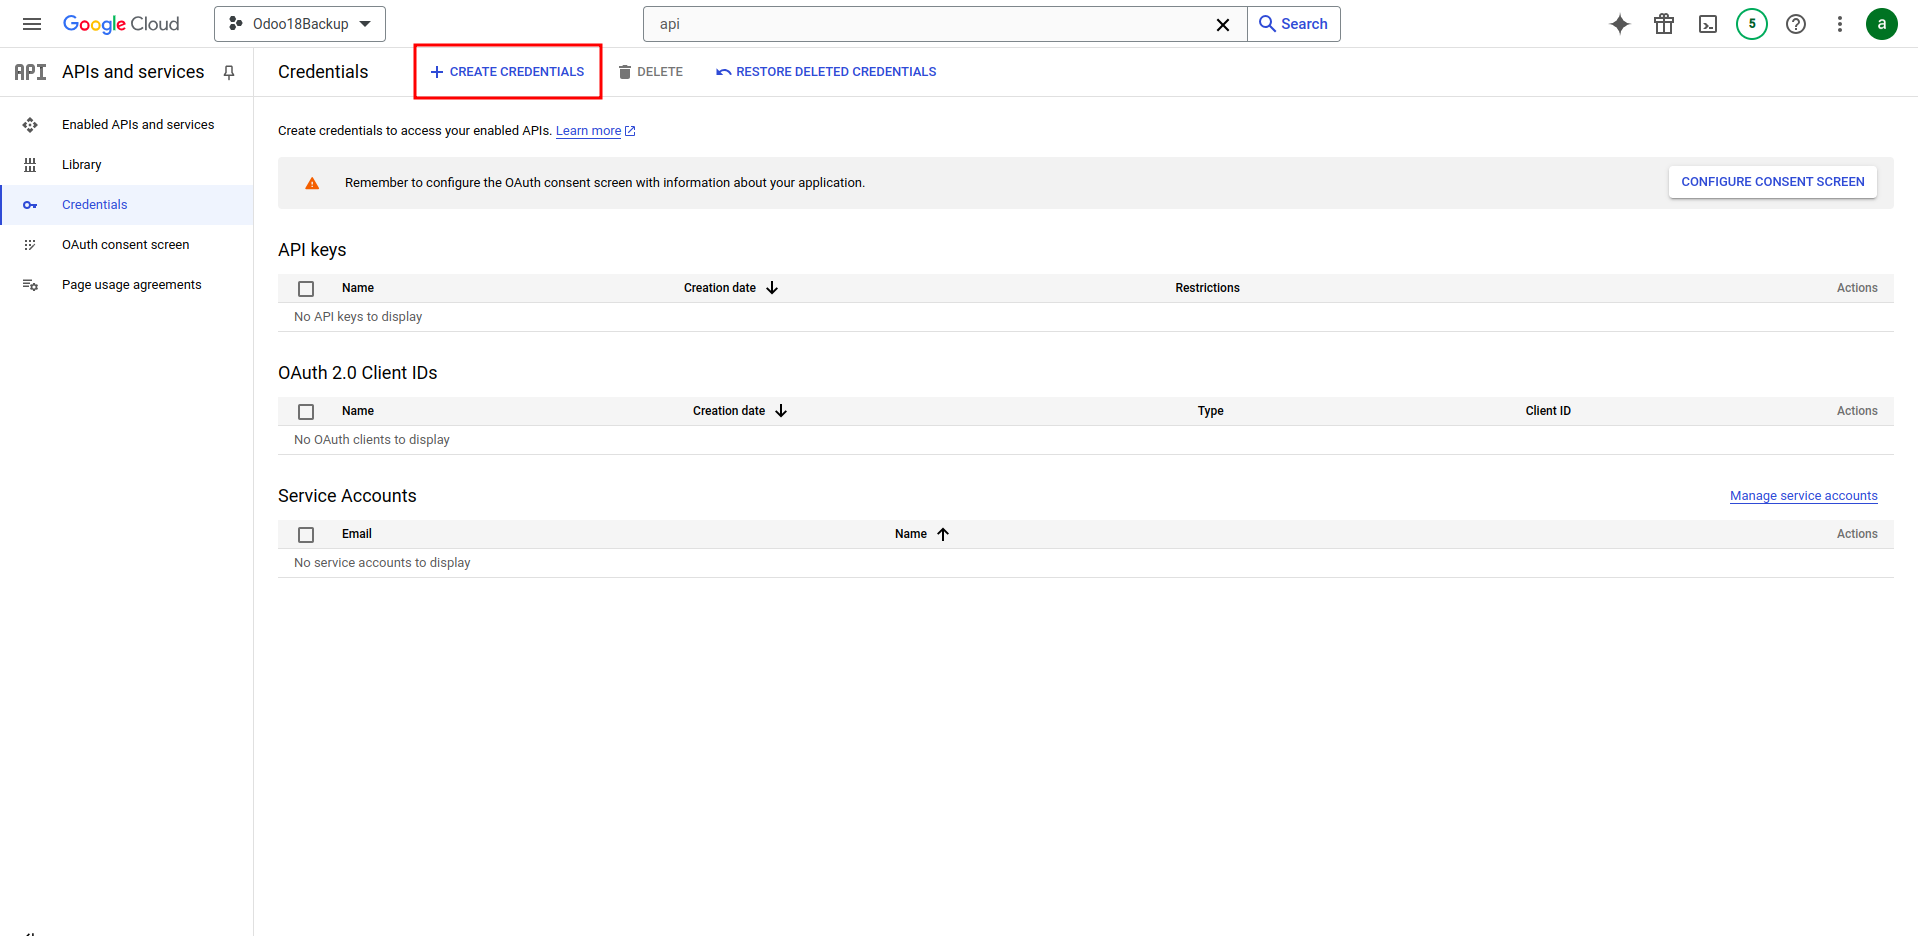 Google Cloud
Odoo18Backup
api
Search
5
a
API
APIs and services
Credentials
CREATE CREDENTIALS
DELETE
RESTORE DELETED CREDENTIALS
Enabled APIs and services
Library
Credentials
OAuth consent screen
Page usage agreements
Create credentials to access your enabled APIs. Learn more
Remember to configure the OAuth consent screen with information about your application.
CONFIGURE CONSENT SCREEN
API keys
Name Creation date Restrictions Actions
No API keys to display
OAuth 2.0 Client IDs
Name Creation date Type Client ID Actions
No OAuth clients to display
Service Accounts
Manage service accounts
Email Name Actions
No service accounts to display